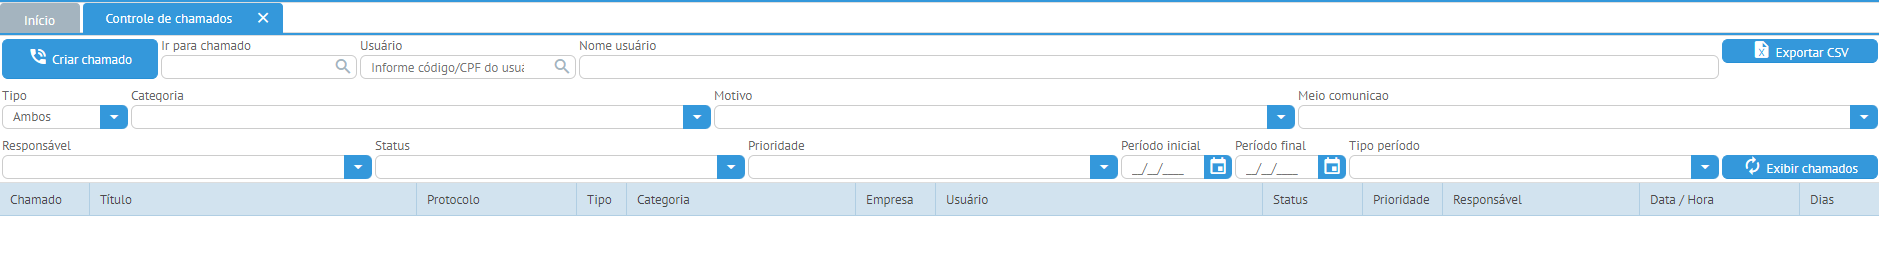 Início Controle de chamados
Criar chamado Ir para chamado Usuário Nome usuário Exportar CSV
Informe código/CPF do usuá
Tipo Categoria Motivo Meio comunicao
Ambos
Responsável Status Prioridade Período inicial Período final Tipo período
__/__/____ __/__/____ Exibir chamados
Chamado Título Protocolo Tipo Categoria Empresa Usuário Status Prioridade Responsável Data / Hora Dias